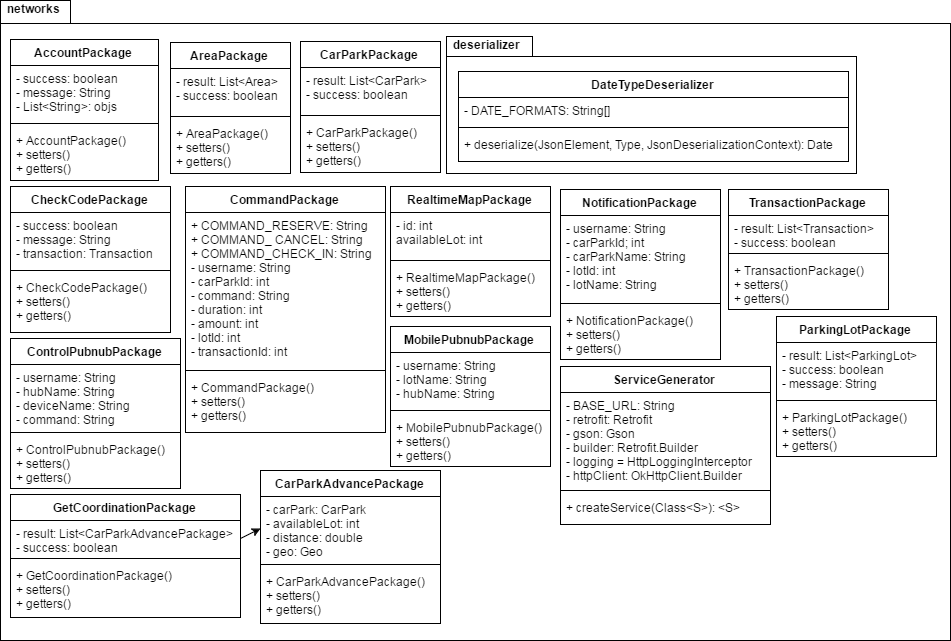 networks
AccountPackage
- success: boolean
- message: String
- List<String>: objs
+ AccountPackage()
+ setters()
+ getters()
AreaPackage
- result: List<Area>
- success: boolean
+ AreaPackage()
+ setters()
+ getters()
CarParkPackage
- result: List<CarPark>
- success: boolean
+ CarParkPackage()
+ setters()
+ getters()
deserializer
DateTypeDeserializer
- DATE_FORMATS: String[]
+ deserialize(JsonElement, Type, JsonDeserializationContext): Date
CheckCodePackage
- success: boolean
- message: String
- transaction: Transaction
+ CheckCodePackage()
+ setters()
+ getters()
CommandPackage
+ COMMAND_RESERVE: String
+ COMMAND_ CANCEL: String
+ COMMAND_CHECK_IN: String
- username: String
- carParkId: int
- command: String
- duration: int
- amount: int
- lotId: int
- transactionId: int
+ CommandPackage()
+ setters()
+ getters()
RealtimeMapPackage
- id: int
availableLot: int
+ RealtimeMapPackage()
+ setters()
+ getters()
NotificationPackage
- username: String
- carParkId; int
- carParkName: String
- lotId: int
- lotName: String
+ NotificationPackage()
+ setters()
+ getters()
TransactionPackage
- result: List<Transaction>
- success: boolean
+ TransactionPackage()
+ setters()
+ getters()
ControlPubnubPackage
- username: String
- hubName: String
- deviceName: String
- command: String
+ ControlPubnubPackage()
+ setters()
+ getters()
MobilePubnubPackage
- username: String
- lotName: String
- hubName: String
+ MobilePubnubPackage()
+ setters()
+ getters()
ServiceGenerator
- BASE_URL: String
- retrofit: Retrofit
- gson: Gson
- builder: Retrofit.Builder
- logging = HttpLoggingInterceptor
- httpClient: OkHttpClient.Builder
+ createService(Class<S>): <S>
ParkingLotPackage
- result: List<ParkingLot>
- success: boolean
- message: String
+ ParkingLotPackage()
+ setters()
+ getters()
GetCoordinationPackage
- result: List<CarParkAdvancePackage>
- success: boolean
+ GetCoordinationPackage()
+ setters()
+ getters()
CarParkAdvancePackage
- carPark: CarPark
- availableLot: int
- distance: double
- geo: Geo
+ CarParkAdvancePackage()
+ setters()
+ getters()